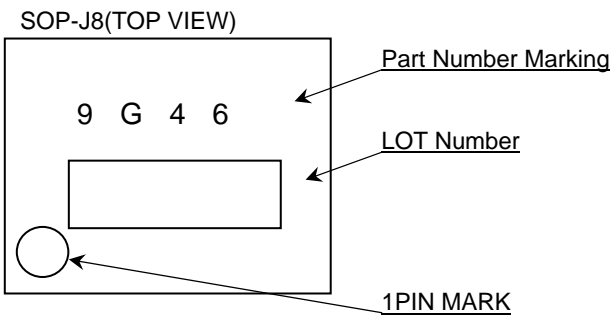 SOP-J8(TOP VIEW)
Part Number Marking
9 G 4 6
LOT Number
1PIN MARK